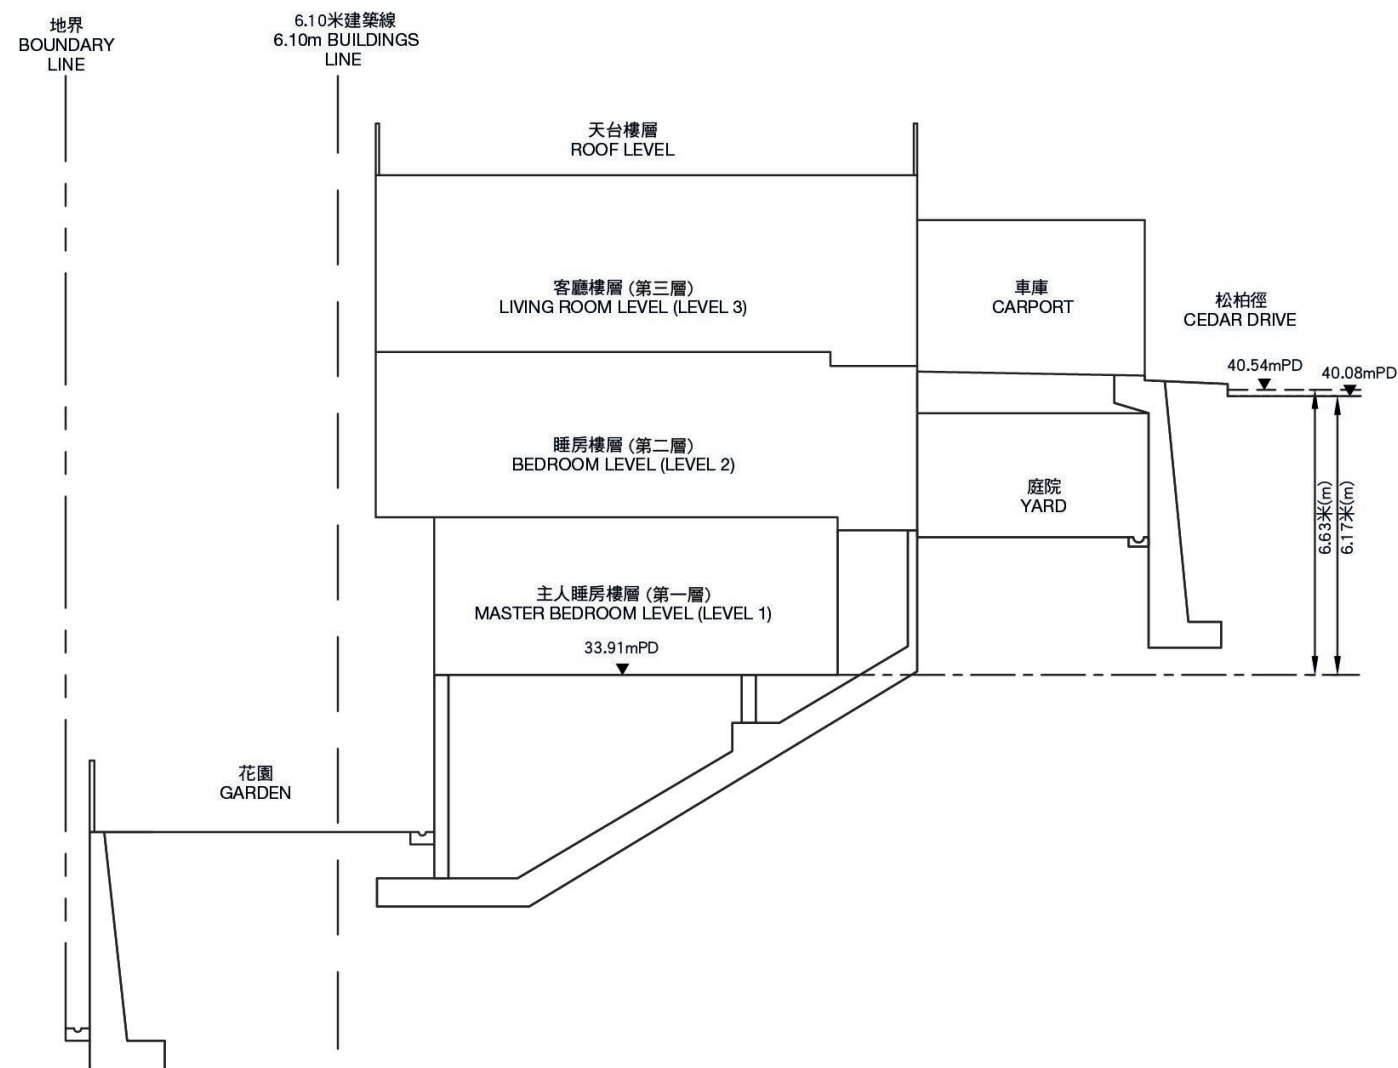 地界
BOUNDARY
LINE
6.10米建築線
6.10m BUILDINGS
LINE
天台樓層
ROOF LEVEL
客廳樓層 (第三層)
LIVING ROOM LEVEL (LEVEL 3)
車庫
CARPORT
松柏徑
CEDAR DRIVE
40.54mPD
40.08mPD
睡房樓層 (第二層)
BEDROOM LEVEL (LEVEL 2)
庭院
YARD
6.63米(m)
6.17米(m)
主人睡房樓層 (第一層)
MASTER BEDROOM LEVEL (LEVEL 1)
33.91mPD
花園
GARDEN